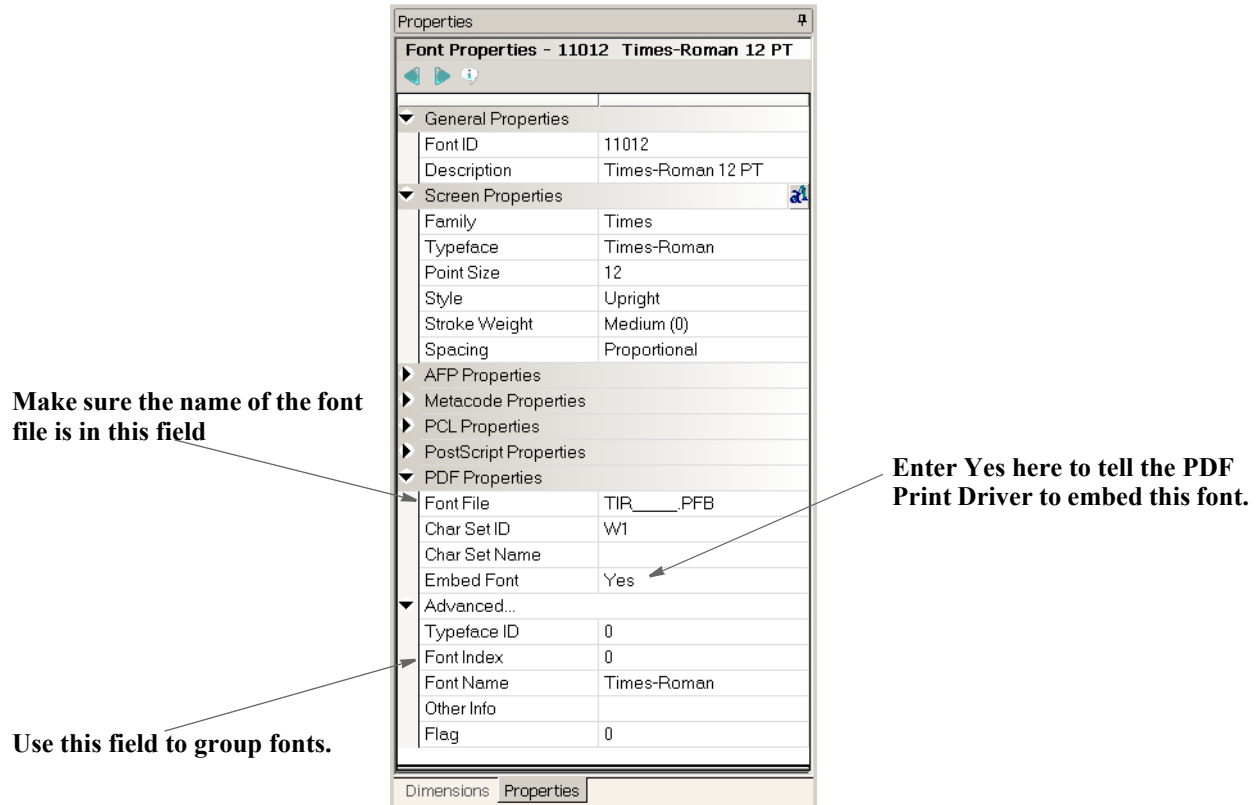 Properties
Font Properties - 11012 Times-Roman 12 PT
General Properties
Font ID 11012
Description Times-Roman 12 PT
Screen Properties
Family Times
Typeface Times-Roman
Point Size 12
Style Upright
Stroke Weight Medium (0)
Spacing Proportional
AFP Properties
Metacode Properties
PCL Properties
PostScript Properties
PDF Properties
Font File TIR_____.PFB
Char Set ID W1
Char Set Name
Embed Font Yes
Advanced...
Typeface ID 0
Font Index 0
Font Name Times-Roman
Other Info
Flag 0
Dimensions Properties
Make sure the name of the font
file is in this field
Enter Yes here to tell the PDF
Print Driver to embed this font.
Use this field to group fonts.